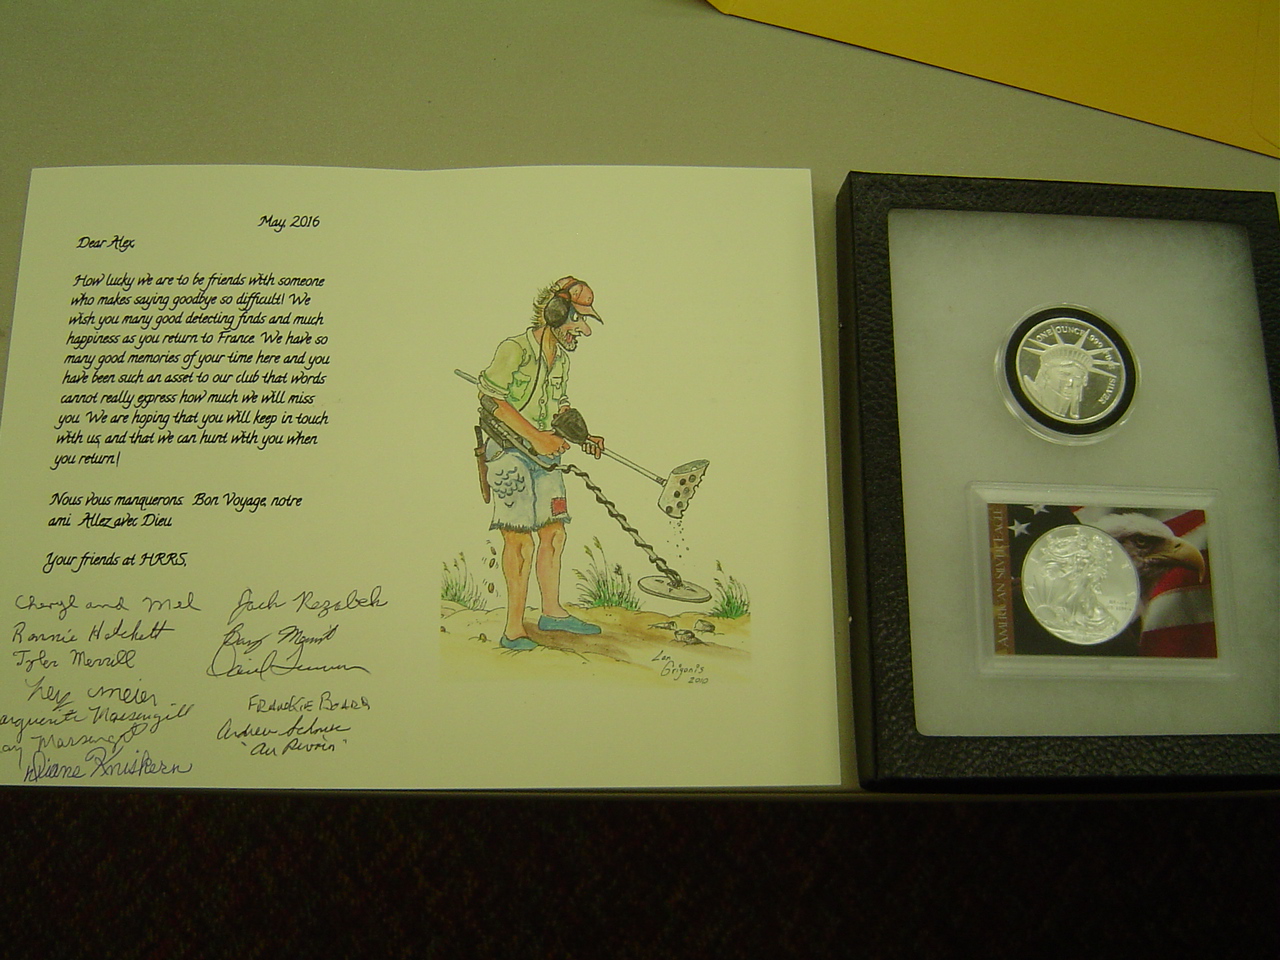 May, 2016
Dear Alex,
How lucky we are to be friends with someone
who makes saying goodbye so difficult! We
wish you many good detecting finds and much
happiness as you return to France. We have so
many good memories of your time here and you
have been such an asset to our club that words
cannot really express how much we will miss
you. We are hoping that you will keep in touch
with us, and that we can hunt with you when
you return!
Nous vous manquerons. Bon Voyage, notre
ami. Allez avec Dieu
Your friends at HRRS,
Cheryl and Mel
Ronnie Hatchett
Tyler Merrill
Meier
Marsengill
Diane Kniskern
Jack Rezabek
FRANKIE
Andrew
"Au Revoir"
Grigonis
2010
ONE OUNCE 999 SILVER
AMERICAN SILVER EAGLE